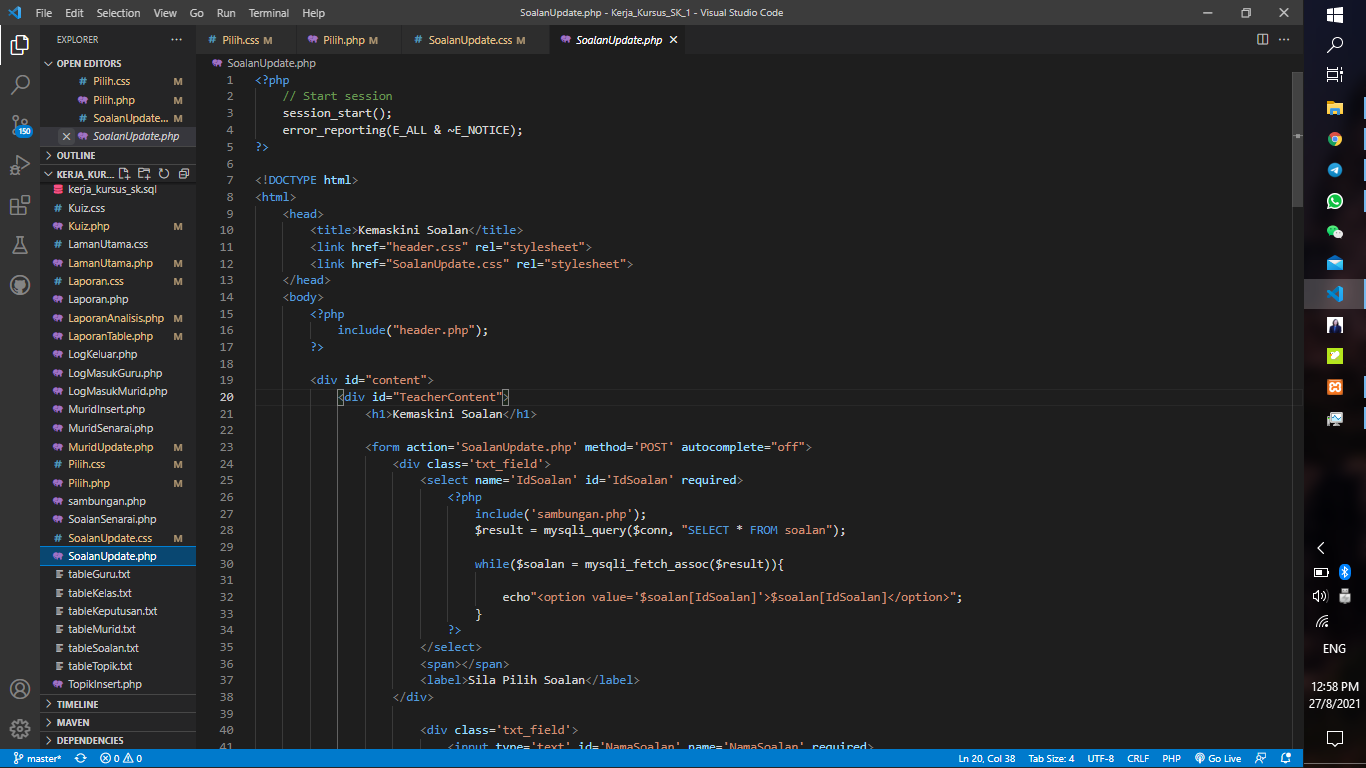 File Edit Selection View Go Run Terminal Help
SoalanUpdate.php - Kerja_Kursus_SK_1 - Visual Studio Code
EXPLORER
OPEN EDITORS
Pilih.css M
Pilih.php M
SoalanUpdate... M
SoalanUpdate.php
OUTLINE
KERJA_KUR...
kerja_kursus_sk.sql
Kuiz.css
Kuiz.php M
LamanUtama.css
LamanUtama.php M
Laporan.css M
Laporan.php
LaporanAnalisis.php M
LaporanTable.php M
LogKeluar.php
LogMasukGuru.php
LogMasukMurid.php
MuridInsert.php
MuridSenarai.php
MuridUpdate.php M
Pilih.css M
Pilih.php M
sambungan.php
SoalanSenarai.php
SoalanUpdate.css M
SoalanUpdate.php
tableGuru.txt
tableKelas.txt
tableKeputusan.txt
tableMurid.txt
tableSoalan.txt
tableTopik.txt
TopikInsert.php
TIMELINE
MAVEN
DEPENDENCIES
150
Pilih.css M Pilih.php M SoalanUpdate.css M SoalanUpdate.php
SoalanUpdate.php
1 <?php
2 // Start session
3 session_start();
4 error_reporting(E_ALL & ~E_NOTICE);
5 ?>
6
7 <!DOCTYPE html>
8 <html>
9 <head>
10 <title>Kemaskini Soalan</title>
11 <link href="header.css" rel="stylesheet">
12 <link href="SoalanUpdate.css" rel="stylesheet">
13 </head>
14 <body>
15 <?php
16 include("header.php");
17 ?>
18
19 <div id="content">
20 <div id="TeacherContent">
21 <h1>Kemaskini Soalan</h1>
22
23 <form action='SoalanUpdate.php' method='POST' autocomplete="off">
24 <div class='txt_field'>
25 <select name='IdSoalan' id='IdSoalan' required>
26 <?php
27 include('sambungan.php');
28 $result = mysqli_query($conn, "SELECT * FROM soalan");
29
30 while($soalan = mysqli_fetch_assoc($result)){
31
32 echo"<option value='$soalan[IdSoalan]'>$soalan[IdSoalan]</option>";
33 }
34 ?>
35 </select>
36 <span></span>
37 <label>Sila Pilih Soalan</label>
38 </div>
39
40 <div class='txt_field'>
41 <input type='text' id='NamaSoalan' name='NamaSoalan' required>
master* 0 0 Ln 20, Col 38 Tab Size: 4 UTF-8 CRLF PHP Go Live
ENG
12:58 PM
27/8/2021